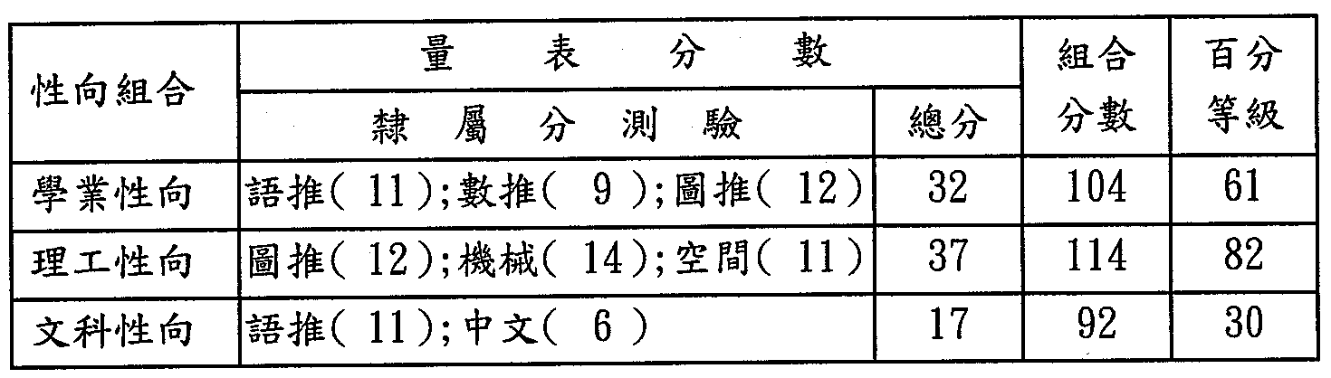 性向組合 量表分數 組合分數 百分等級
隸屬分測驗 總分
學業性向 語推( 11);數推( 9 );圖推( 12) 32 104 61
理工性向 圖推( 12);機械( 14);空間( 11) 37 114 82
文科性向 語推( 11);中文( 6 ) 17 92 30